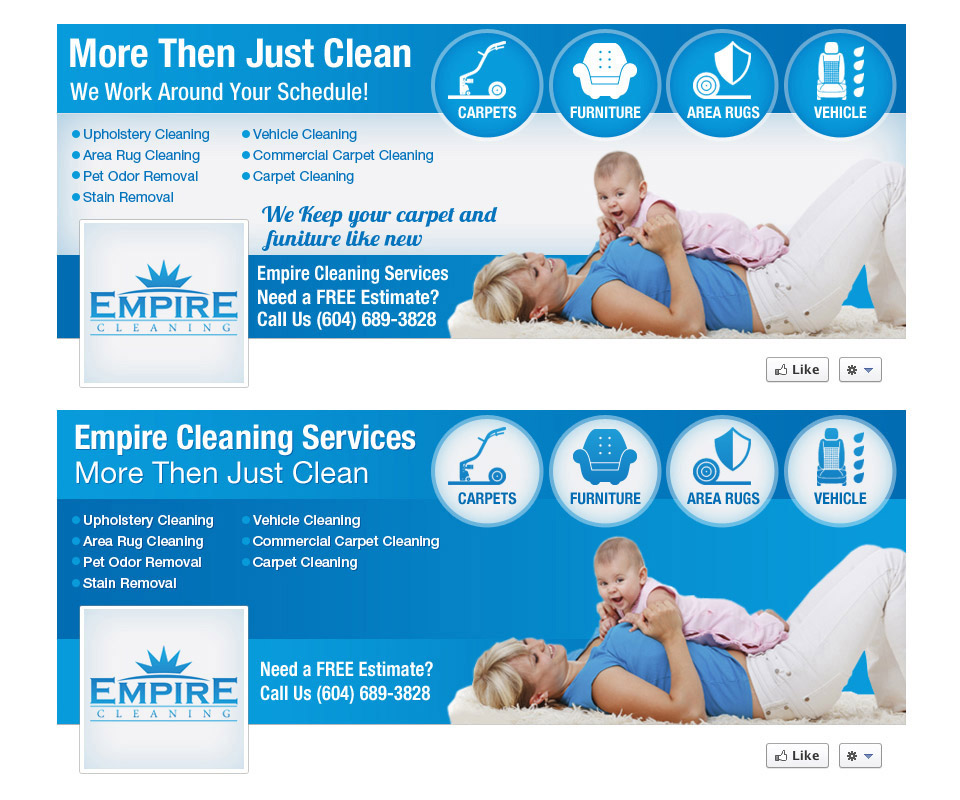 More Then Just Clean
We Work Around Your Schedule!
CARPETS
FURNITURE
AREA RUGS
VEHICLE
Upholstery Cleaning
Area Rug Cleaning
Pet Odor Removal
Stain Removal
Vehicle Cleaning
Commercial Carpet Cleaning
Carpet Cleaning
We Keep your carpet and
funiture like new
EMPIRE
CLEANING
Empire Cleaning Services
Need a FREE Estimate?
Call Us (604) 689-3828
Like
Empire Cleaning Services
More Then Just Clean
CARPETS
FURNITURE
AREA RUGS
VEHICLE
Upholstery Cleaning
Area Rug Cleaning
Pet Odor Removal
Stain Removal
Vehicle Cleaning
Commercial Carpet Cleaning
Carpet Cleaning
EMPIRE
CLEANING
Need a FREE Estimate?
Call Us (604) 689-3828
Like